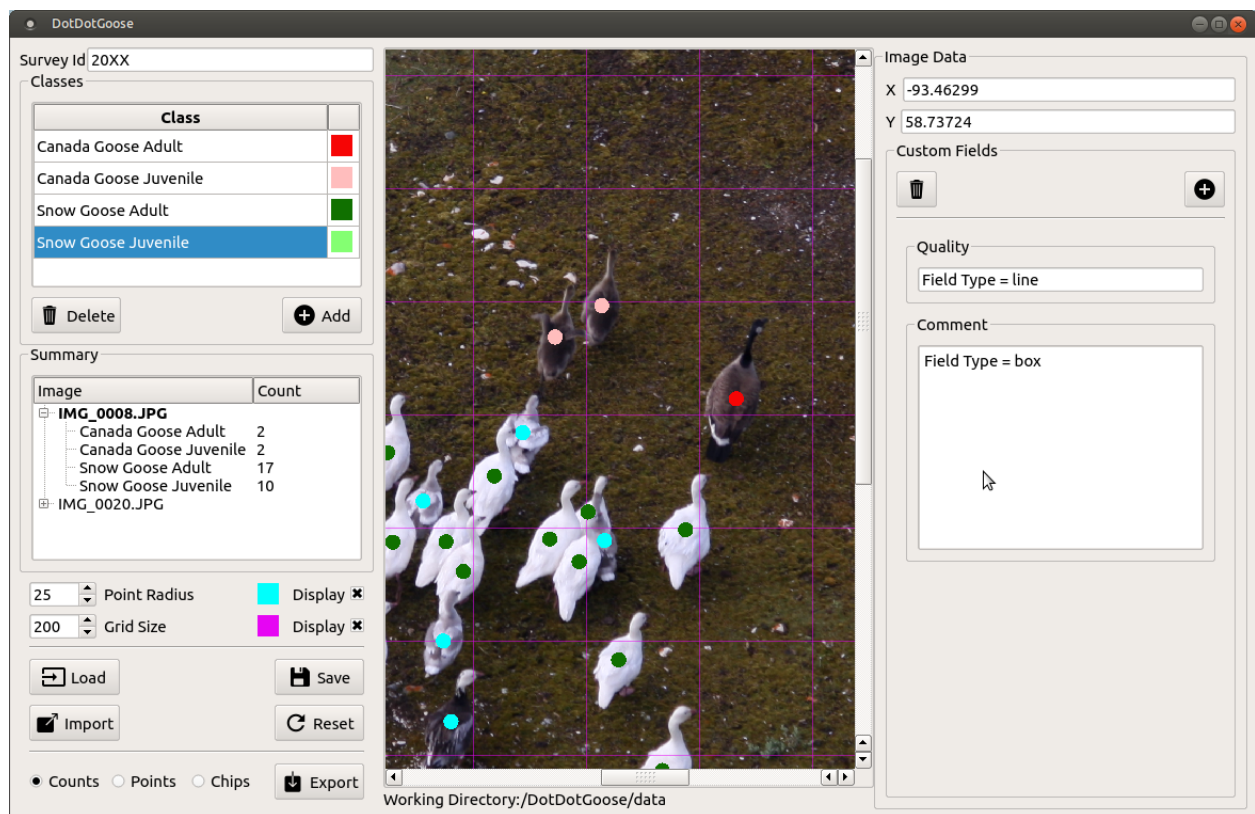 DotDotGoose
Survey Id 20XX
Classes
Class
Canada Goose Adult
Canada Goose Juvenile
Snow Goose Adult
Snow Goose Juvenile
Delete
Add
Summary
Image Count
IMG_0008.JPG
Canada Goose Adult 2
Canada Goose Juvenile 2
Snow Goose Adult 17
Snow Goose Juvenile 10
IMG_0020.JPG
25 Point Radius Display
200 Grid Size Display
Load Save
Import Reset
Counts Points Chips Export
Working Directory:/DotDotGoose/data
Image Data
X -93.46299
Y 58.73724
Custom Fields
Quality
Field Type = line
Comment
Field Type = box